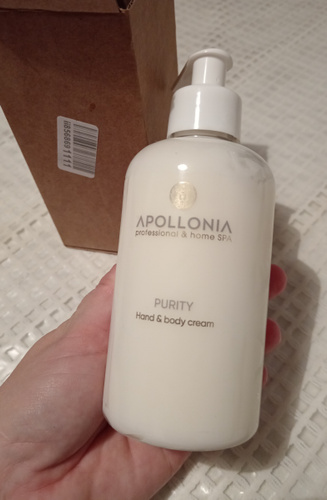 APOLLONIA
professional & home SPA
PURITY
Hand & body cream